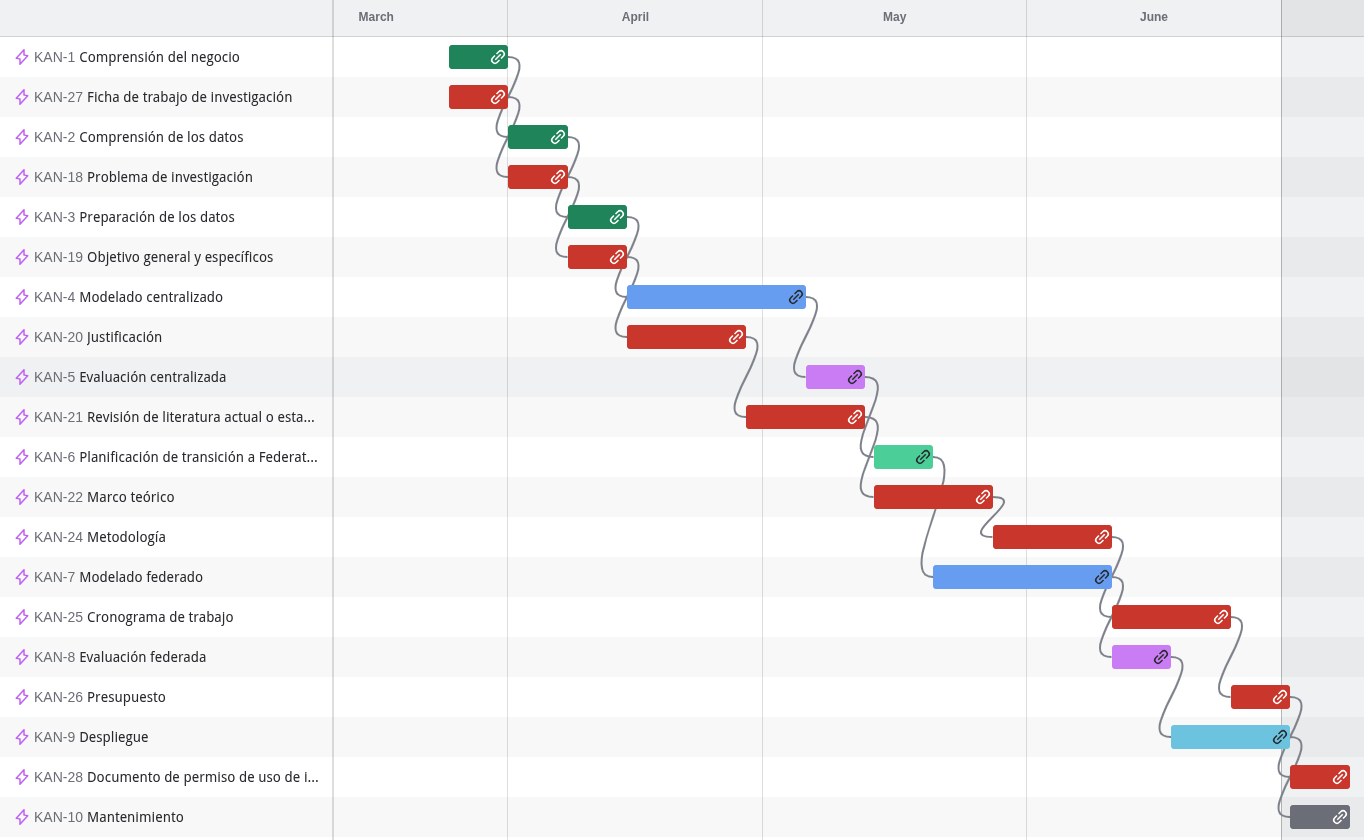 March April May June
KAN-1 Comprensión del negocio
KAN-27 Ficha de trabajo de investigación
KAN-2 Comprensión de los datos
KAN-18 Problema de investigación
KAN-3 Preparación de los datos
KAN-19 Objetivo general y específicos
KAN-4 Modelado centralizado
KAN-20 Justificación
KAN-5 Evaluación centralizada
KAN-21 Revisión de literatura actual o esta...
KAN-6 Planificación de transición a Federat...
KAN-22 Marco teórico
KAN-24 Metodología
KAN-7 Modelado federado
KAN-25 Cronograma de trabajo
KAN-8 Evaluación federada
KAN-26 Presupuesto
KAN-9 Despliegue
KAN-28 Documento de permiso de uso de i...
KAN-10 Mantenimiento